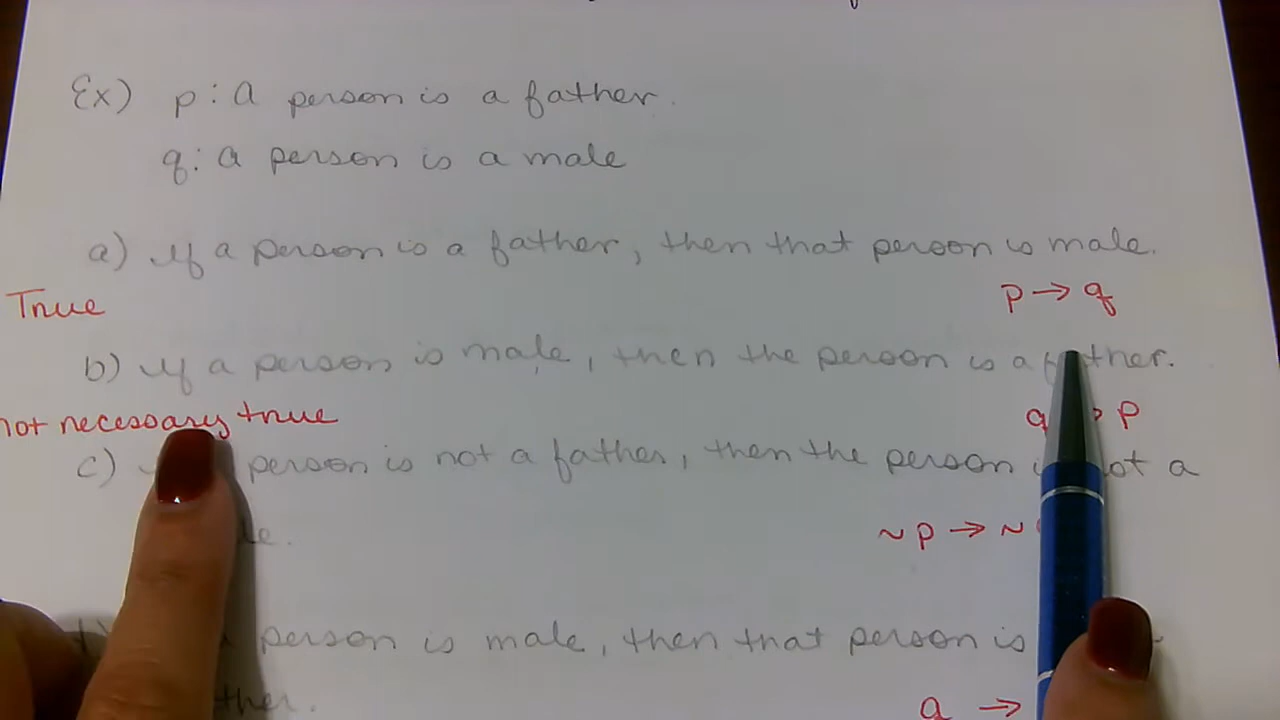 Ex) p: a person is a father.
q: a person is a male
a) If a person is a father, then that person is male.
True
p → q
b) If a person is male, then the person is a father.
not necessary true
q p
c) person is not a father, then the person not a
~p → ~
person is male, then that person is
q →